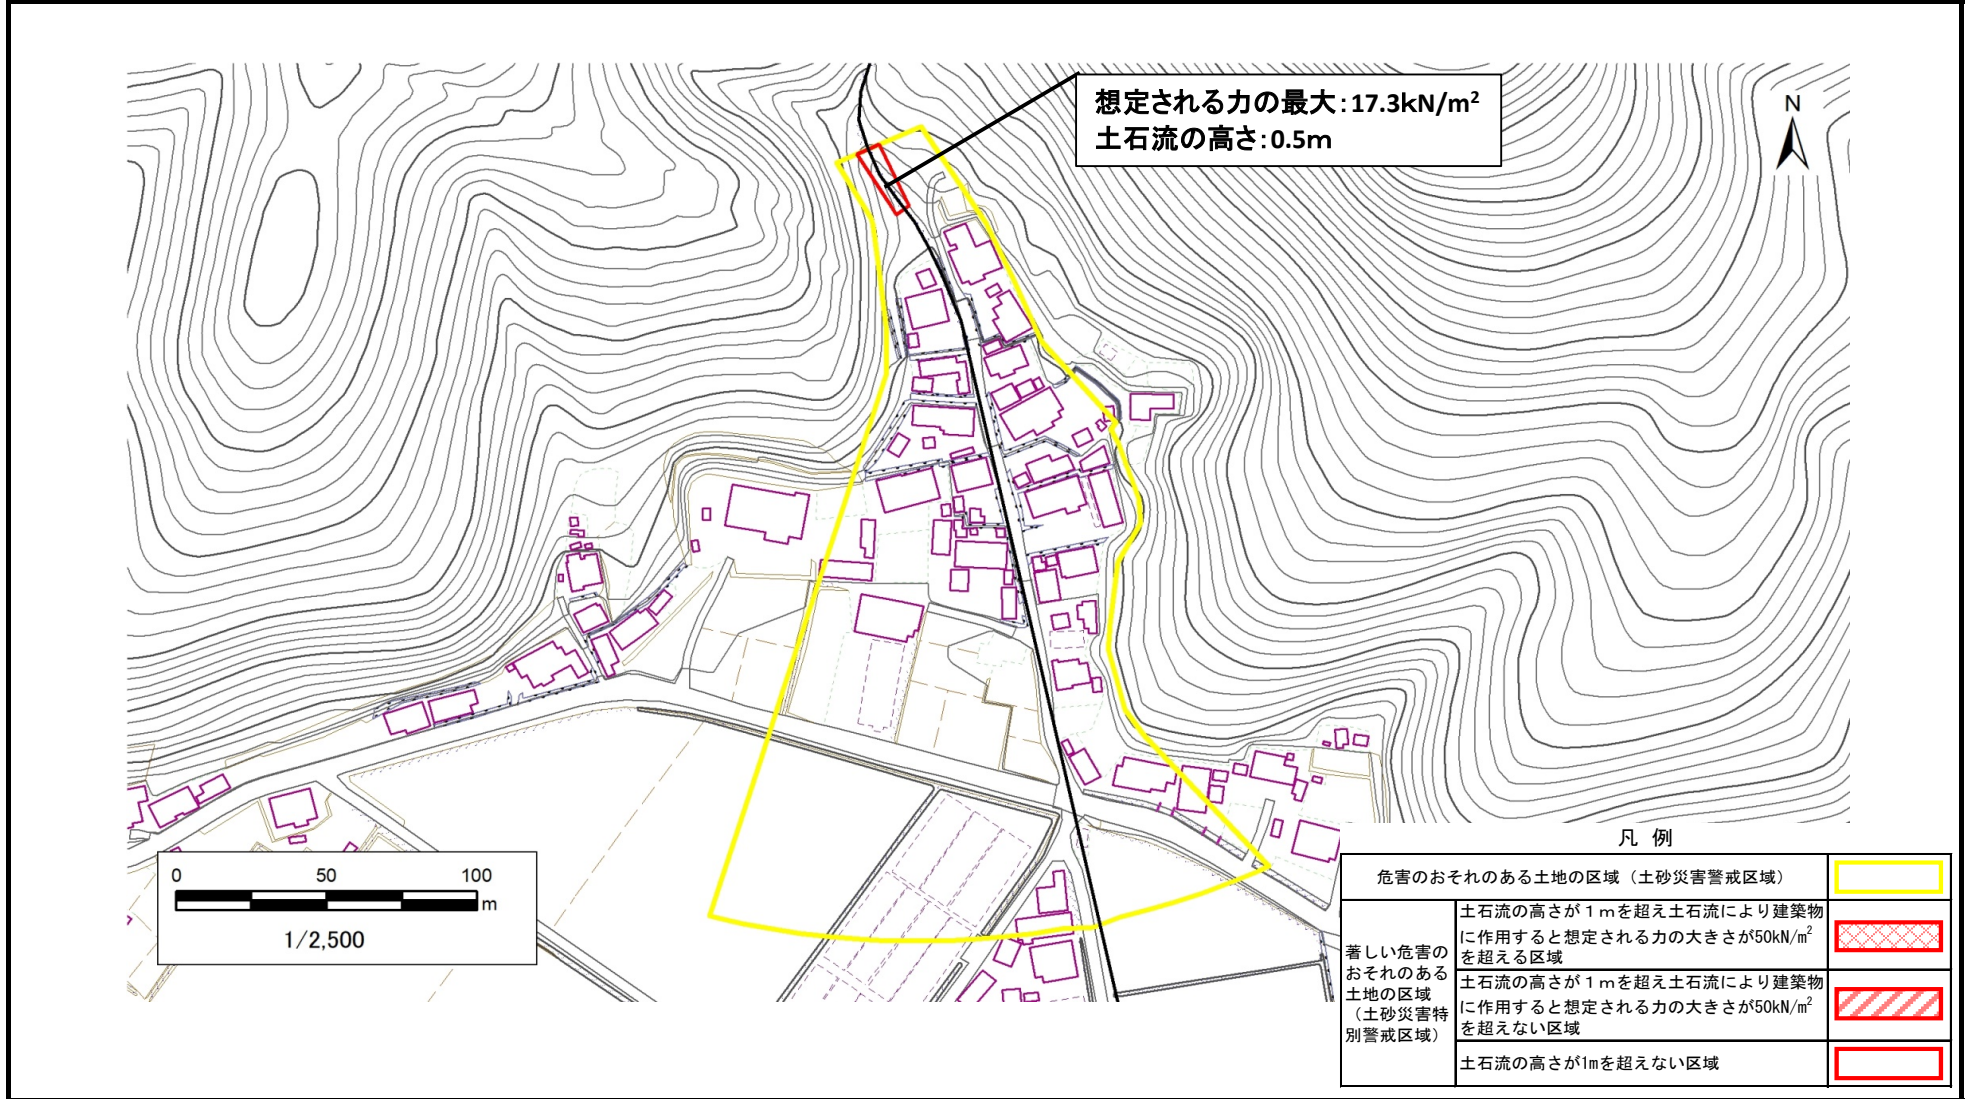 想定される力の最大:17.3kN/m²
土石流の高さ:0.5m
N
0 50 100
m
1/2,500
凡 例
危害のおそれのある土地の区域（土砂災害警戒区域）
著しい危害の
おそれのある
土地の区域
（土砂災害特
別警戒区域）
土石流の高さが１ｍを超え土石流により建築物
に作用すると想定される力の大きさが50kN/m²
を超える区域
土石流の高さが１ｍを超え土石流により建築物
に作用すると想定される力の大きさが50kN/m²
を超えない区域
土石流の高さが1mを超えない区域